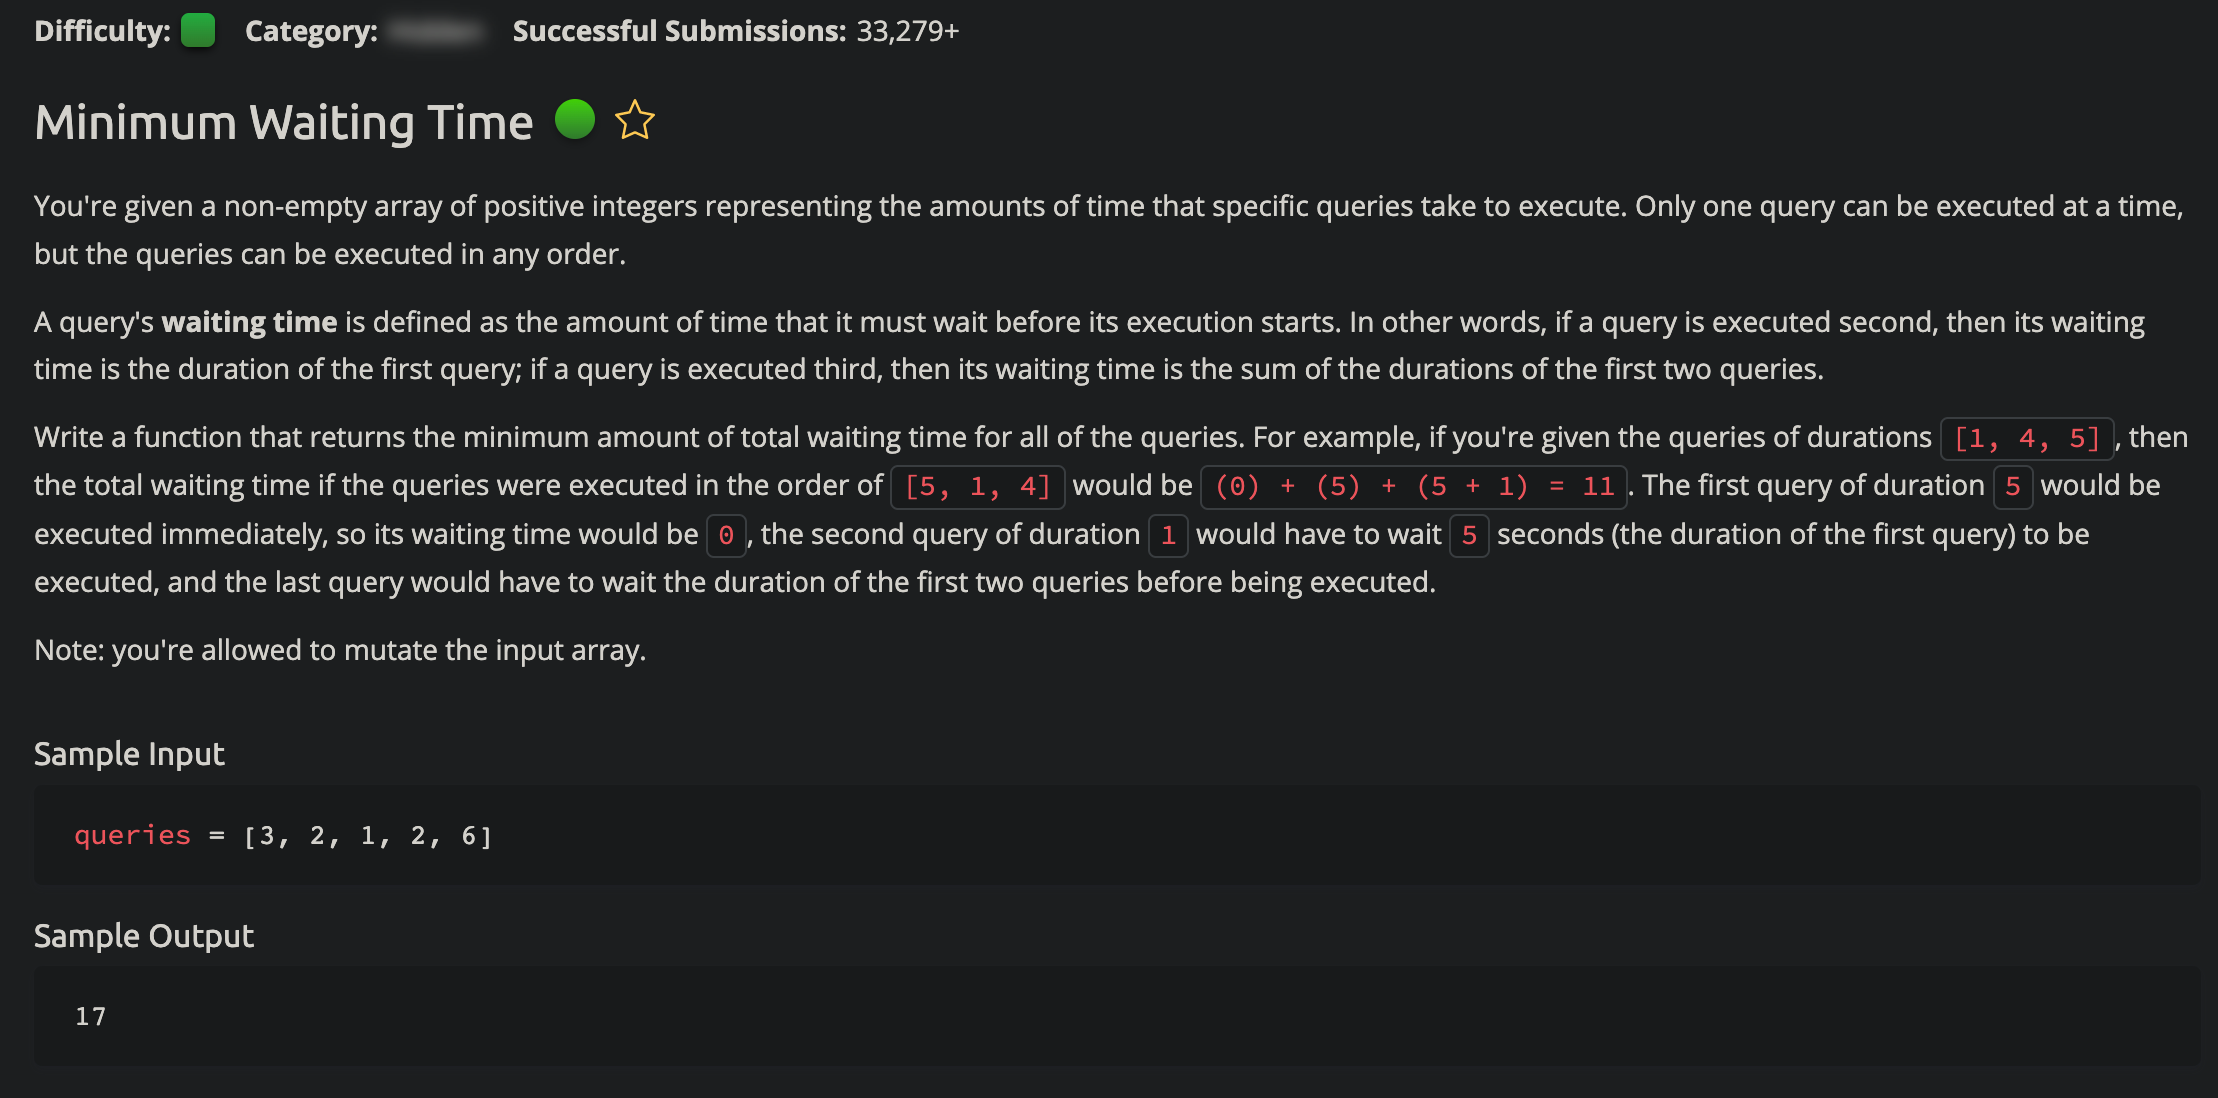 Difficulty: Category: Successful Submissions: 33,279+
Minimum Waiting Time
You're given a non-empty array of positive integers representing the amounts of time that specific queries take to execute. Only one query can be executed at a time,
but the queries can be executed in any order.
A query's waiting time is defined as the amount of time that it must wait before its execution starts. In other words, if a query is executed second, then its waiting
time is the duration of the first query; if a query is executed third, then its waiting time is the sum of the durations of the first two queries.
Write a function that returns the minimum amount of total waiting time for all of the queries. For example, if you're given the queries of durations [1, 4, 5], then
the total waiting time if the queries were executed in the order of [5, 1, 4] would be (0) + (5) + (5 + 1) = 11. The first query of duration 5 would be
executed immediately, so its waiting time would be 0, the second query of duration 1 would have to wait 5 seconds (the duration of the first query) to be
executed, and the last query would have to wait the duration of the first two queries before being executed.
Note: you're allowed to mutate the input array.
Sample Input
queries = [3, 2, 1, 2, 6]
Sample Output
17